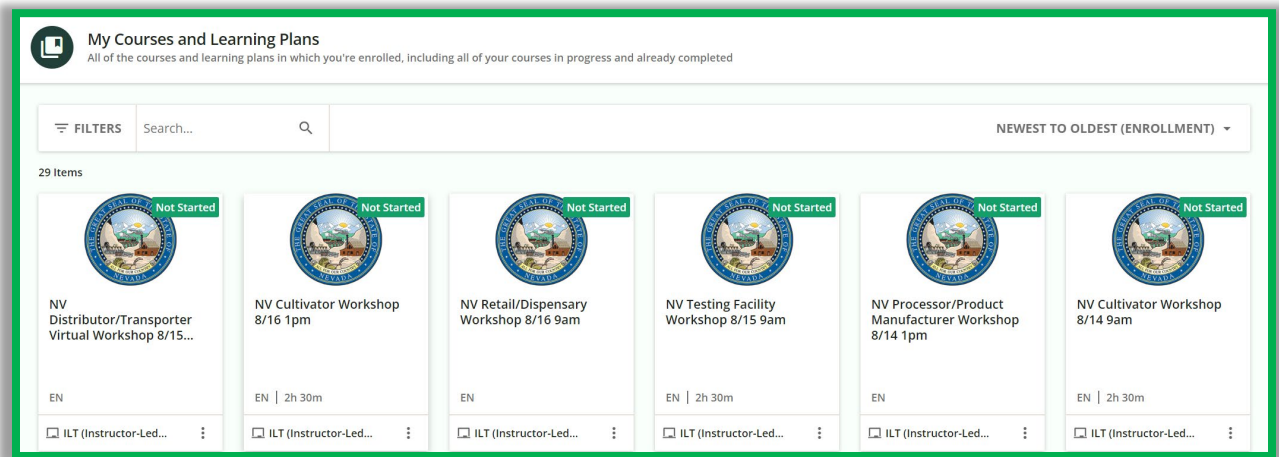 My Courses and Learning Plans
All of the courses and learning plans in which you're enrolled, including all of your courses in progress and already completed
FILTERS
Search...
NEWEST TO OLDEST (ENROLLMENT)
29 Items
Not Started
NV
Distributor/Transporter
Virtual Workshop 8/15...
EN
ILT (Instructor-Led...
Not Started
NV Cultivator Workshop
8/16 1pm
EN | 2h 30m
ILT (Instructor-Led...
Not Started
NV Retail/Dispensary
Workshop 8/16 9am
EN
ILT (Instructor-Led...
Not Started
NV Testing Facility
Workshop 8/15 9am
EN | 2h 30m
ILT (Instructor-Led...
Not Started
NV Processor/Product
Manufacturer Workshop
8/14 1pm
EN
ILT (Instructor-Led...
Not Started
NV Cultivator Workshop
8/14 9am
EN | 2h 30m
ILT (Instructor-Led...